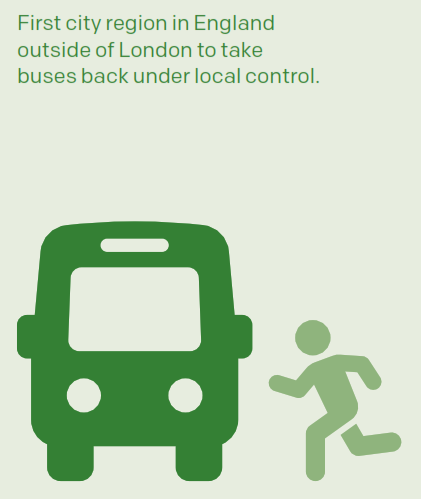 First city region in England
outside of London to take
buses back under local control.